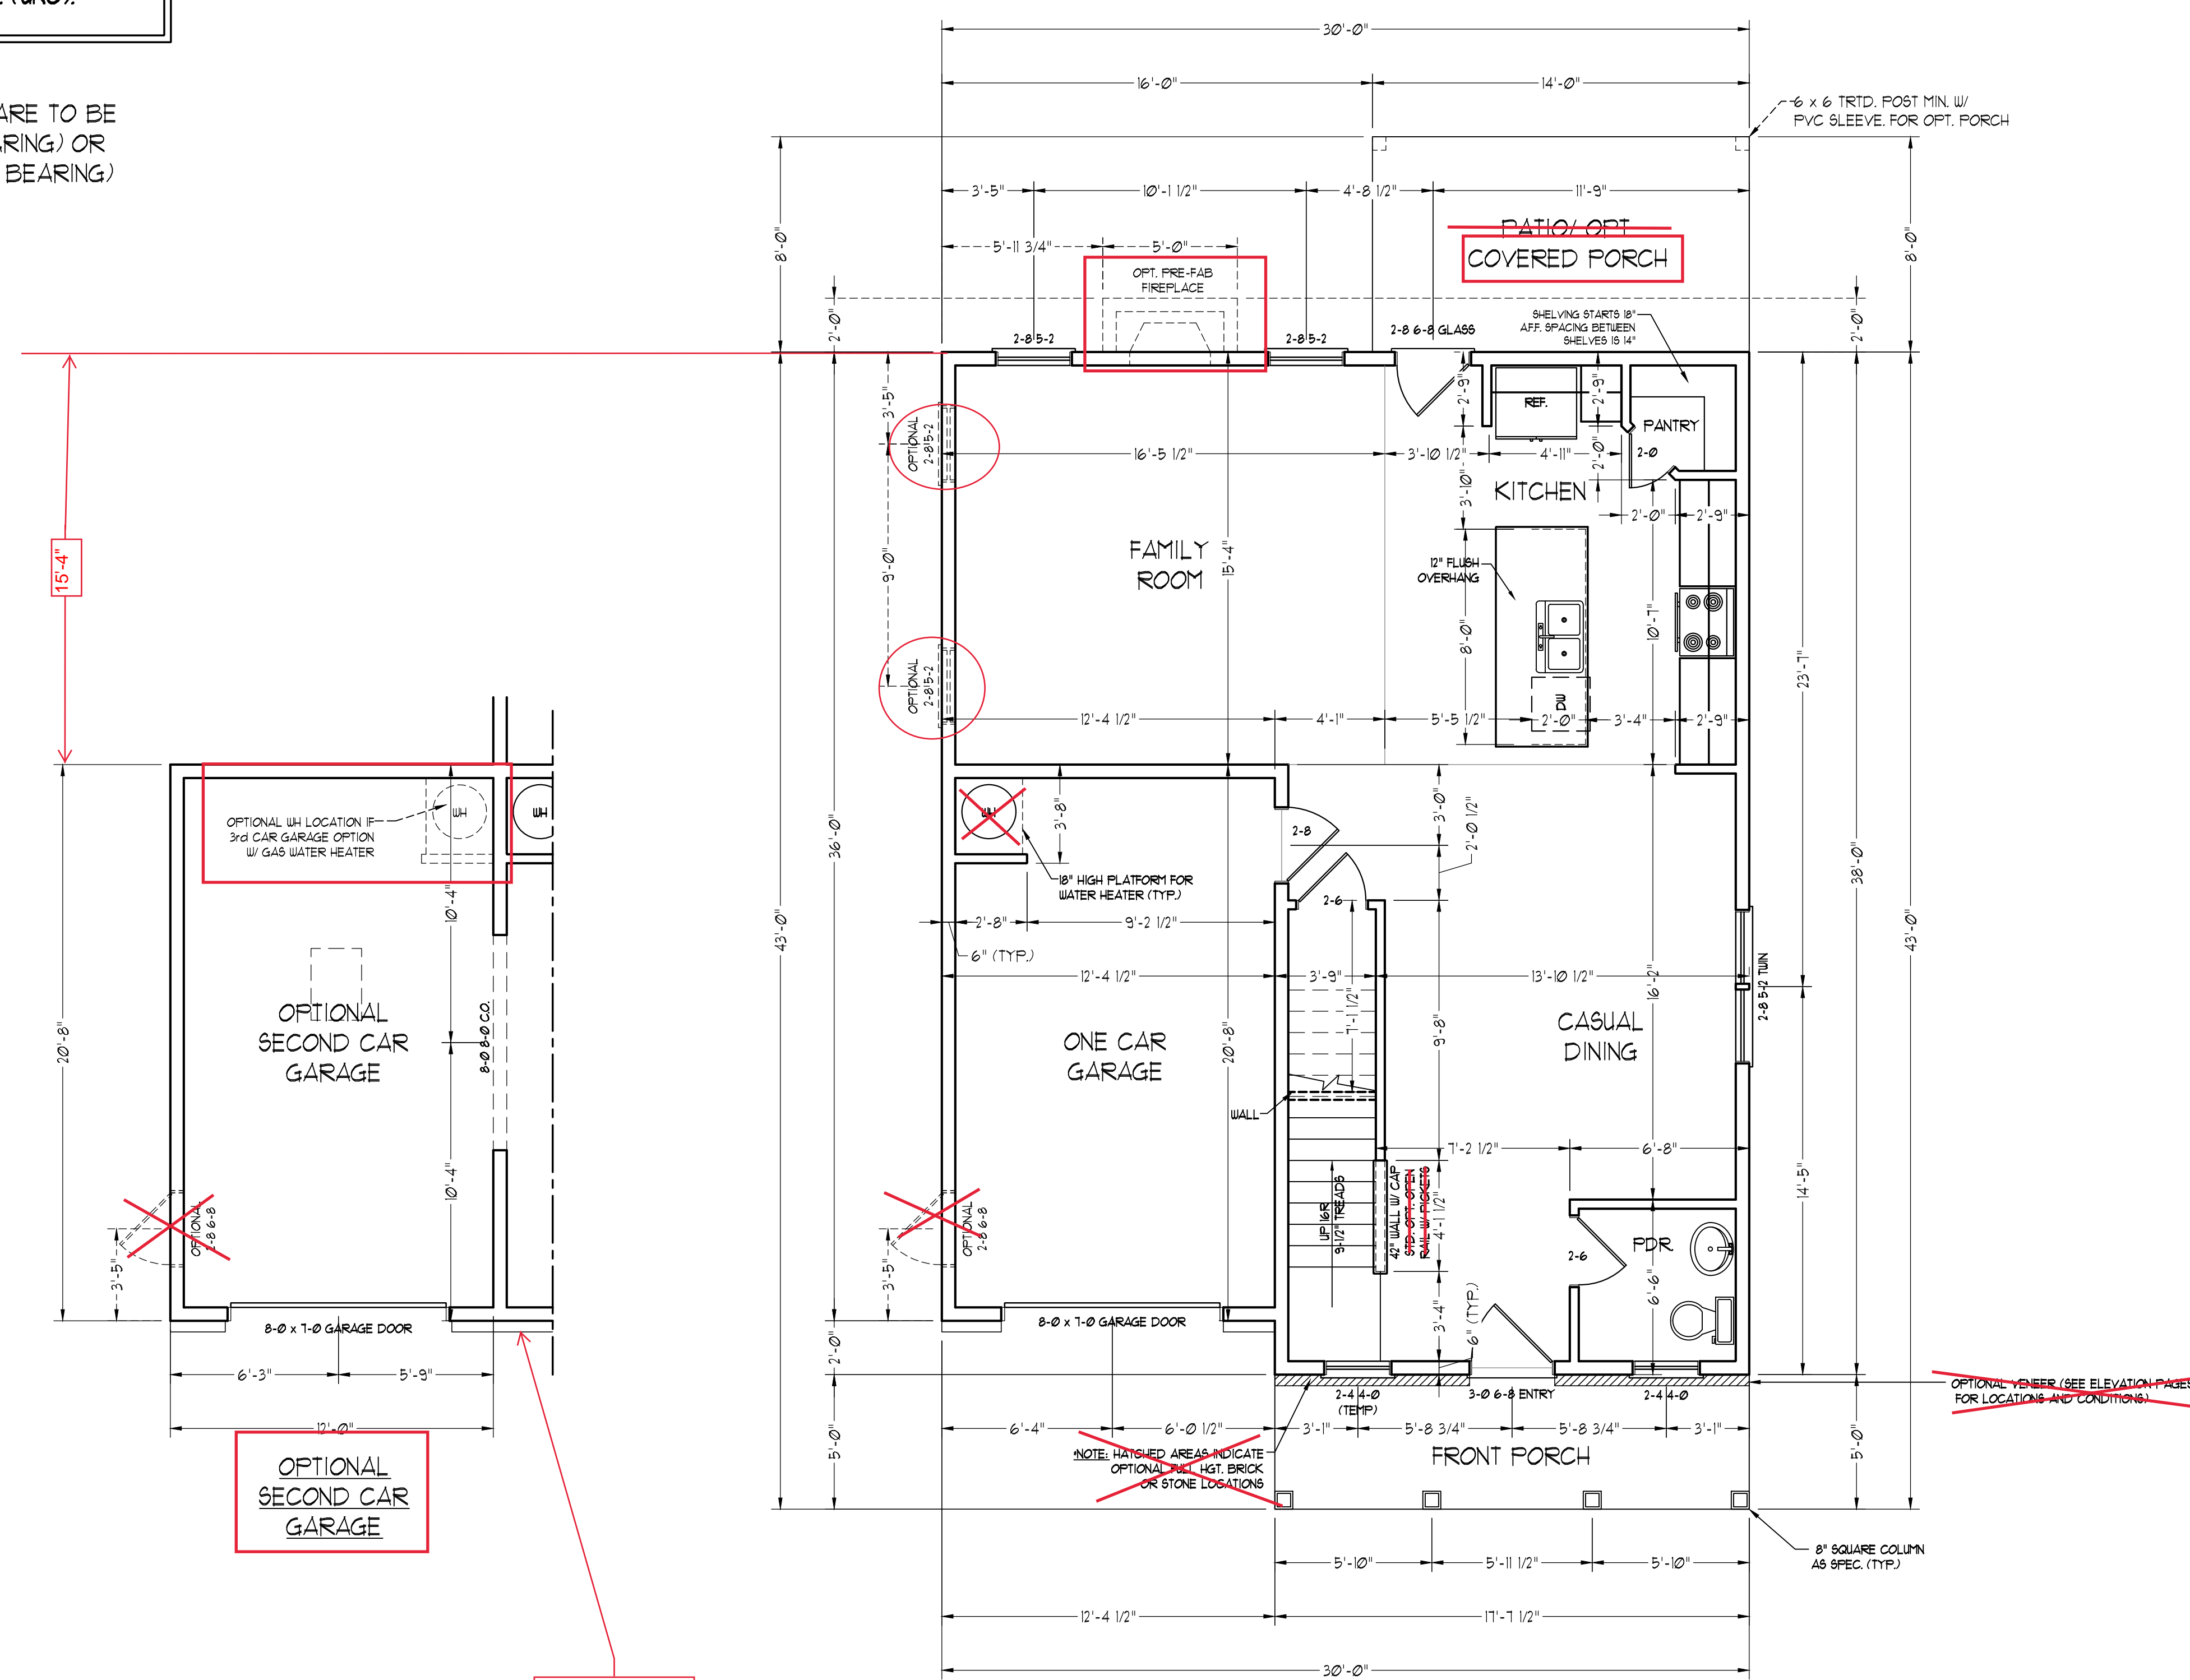 ARE TO BE
OR
BEARING)
30'-0"
16'-0"
14'-0"
6 x 6 TRTD. POST MIN. W/
PVC SLEEVE. FOR OPT. PORCH
8'-0"
3'-5"
10'-1 1/2"
4'-8 1/2"
11'-9"
PATIO/ OPT
COVERED PORCH
8'-0"
5'-11 3/4"
5'-0"
OPT. PRE-FAB
FIREPLACE
2'-0"
2'-0"
SHELVING STARTS 18"
A.F.F. SPACING BETWEEN
SHELVES IS 14"
2-8 5-2
2-8 5-2
2-8 6-8 GLASS
3'-5"
OPTIONAL
2-8 5-2
2'-9"
REF.
2'-9"
PANTRY
16'-5 1/2"
3'-10 1/2"
4'-11"
2'-0"
2-0
3'-10"
KITCHEN
2'-0"
2'-9"
15'-4"
9'-0"
FAMILY
ROOM
15'-4"
12" FLUSH
OVERHANG
8'-0"
10'-7"
23'-7"
OPTIONAL
2-8 5-2
DW
12'-4 1/2"
4'-1"
5'-5 1/2"
2'-0"
3'-4"
2'-9"
OPTIONAL WH LOCATION IF
3rd CAR GARAGE OPTION
W/ GAS WATER HEATER
WH
WH
WH
3'-8"
3'-0"
2'-0 1/2"
2-8
36'-0"
38'-0"
18" HIGH PLATFORM FOR
WATER HEATER (TYP.)
2-6
10'-4"
2'-8"
9'-2 1/2"
6" (TYP.)
43'-0"
43'-0"
12'-4 1/2"
3'-9"
13'-10 1/2"
16'-2"
2-8 5-2 TWIN
20'-8"
OPTIONAL
SECOND CAR
GARAGE
8-0 8-0 C.O.
ONE CAR
GARAGE
20'-8"
7'-1 1/2"
9'-8"
CASUAL
DINING
WALL
7'-2 1/2"
6'-8"
10'-4"
14'-5"
UP 16R
9-1/2" TREADS
42" WALL W/ CAP
STD. OPT. OPEN
RAIL W/ PICKETS
4'-1 1/2"
OPTIONAL
2-8 6-8
OPTIONAL
2-8 6-8
2-6
PDR.
3'-5"
3'-5"
6'-6"
3'-4"
6" (TYP.)
8-0 x 7-0 GARAGE DOOR
8-0 x 7-0 GARAGE DOOR
2'-0"
6'-3"
5'-9"
2-4 4-0
(TEMP)
3-0 6-8 ENTRY
2-4 4-0
OPTIONAL VENEER (SEE ELEVATION PAGES
FOR LOCATIONS AND CONDITIONS)
12'-0"
5'-0"
6'-4"
6'-0 1/2"
3'-1"
5'-8 3/4"
5'-8 3/4"
3'-1"
5'-0"
*NOTE: HATCHED AREAS INDICATE
OPTIONAL FULL HGT. BRICK
OR STONE LOCATIONS
FRONT PORCH
OPTIONAL
SECOND CAR
GARAGE
5'-10"
5'-11 1/2"
5'-10"
8" SQUARE COLUMN
AS SPEC. (TYP.)
12'-4 1/2"
17'-7 1/2"
30'-0"